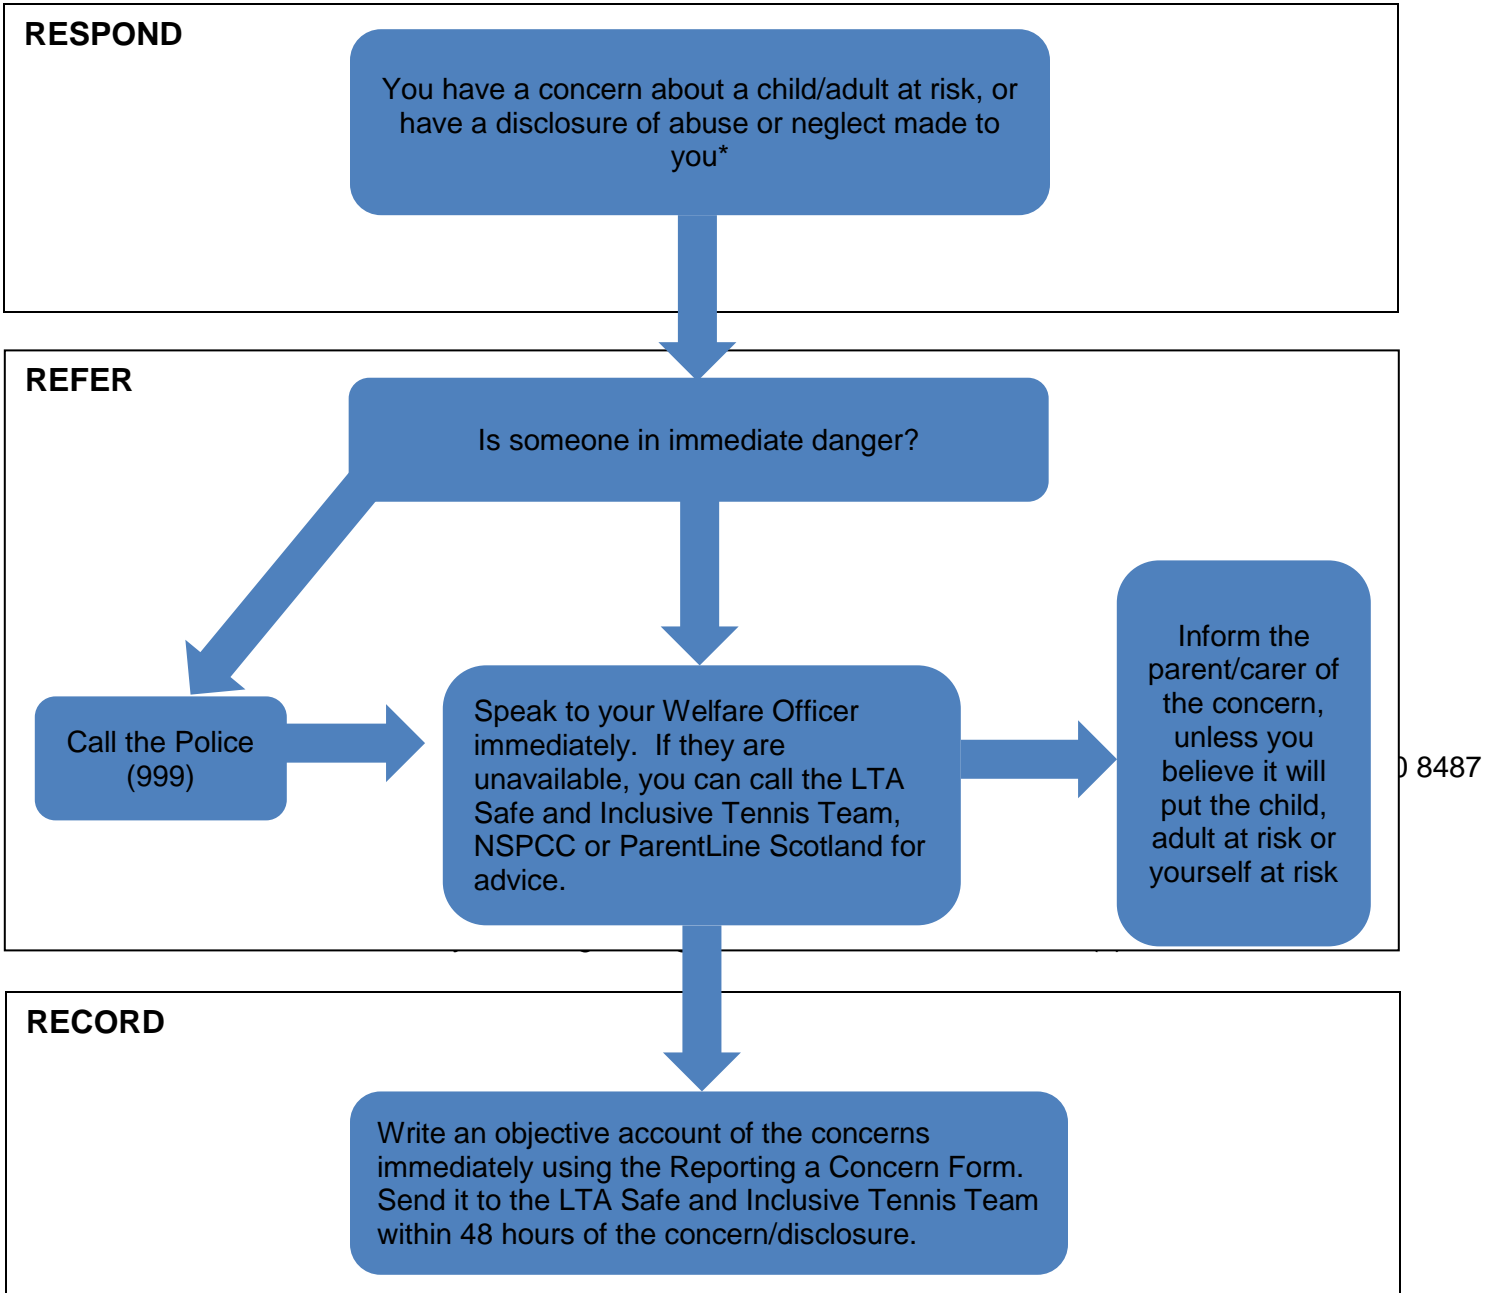 RESPOND
You have a concern about a child/adult at risk, or
have a disclosure of abuse or neglect made to
you*
REFER
Is someone in immediate danger?
Call the Police
(999)
Speak to your Welfare Officer
immediately.  If they are
unavailable, you can call the LTA
Safe and Inclusive Tennis Team,
NSPCC or ParentLine Scotland for
advice.
Inform the
parent/carer of
the concern,
unless you
believe it will
put the child,
adult at risk or
yourself at risk
8487
RECORD
Write an objective account of the concerns
immediately using the Reporting a Concern Form.
Send it to the LTA Safe and Inclusive Tennis Team
within 48 hours of the concern/disclosure.